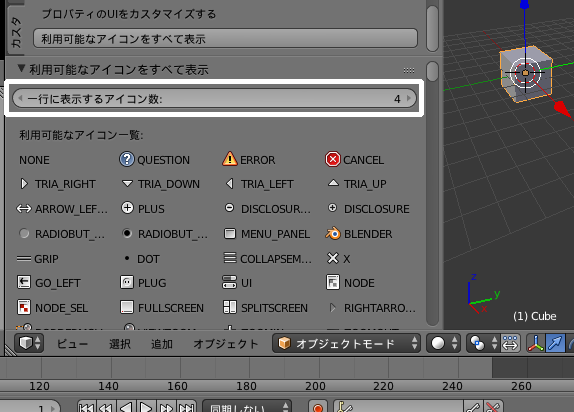 カスタ
プロパティのUIをカスタマイズする
利用可能なアイコンをすべて表示
▼利用可能なアイコンをすべて表示
一行に表示するアイコン数: 4
利用可能なアイコン一覧:
NONE QUESTION ERROR CANCEL
TRIA_RIGHT TRIA_DOWN TRIA_LEFT TRIA_UP
ARROW_LEF... PLUS DISCLOSUR... DISCLOSURE
RADIOBUT_... RADIOBUT_... MENU_PANEL BLENDER
GRIP DOT COLLAPSEM... X
GO_LEFT PLUG UI NODE
NODE_SEL FULLSCREEN SPLITSCREEN RIGHTARRO...
z
y
x
(1) Cube
ビュー 選択 追加 オブジェクト オブジェクトモード
120 140 160 180 200 220 240 260
1 同期しない